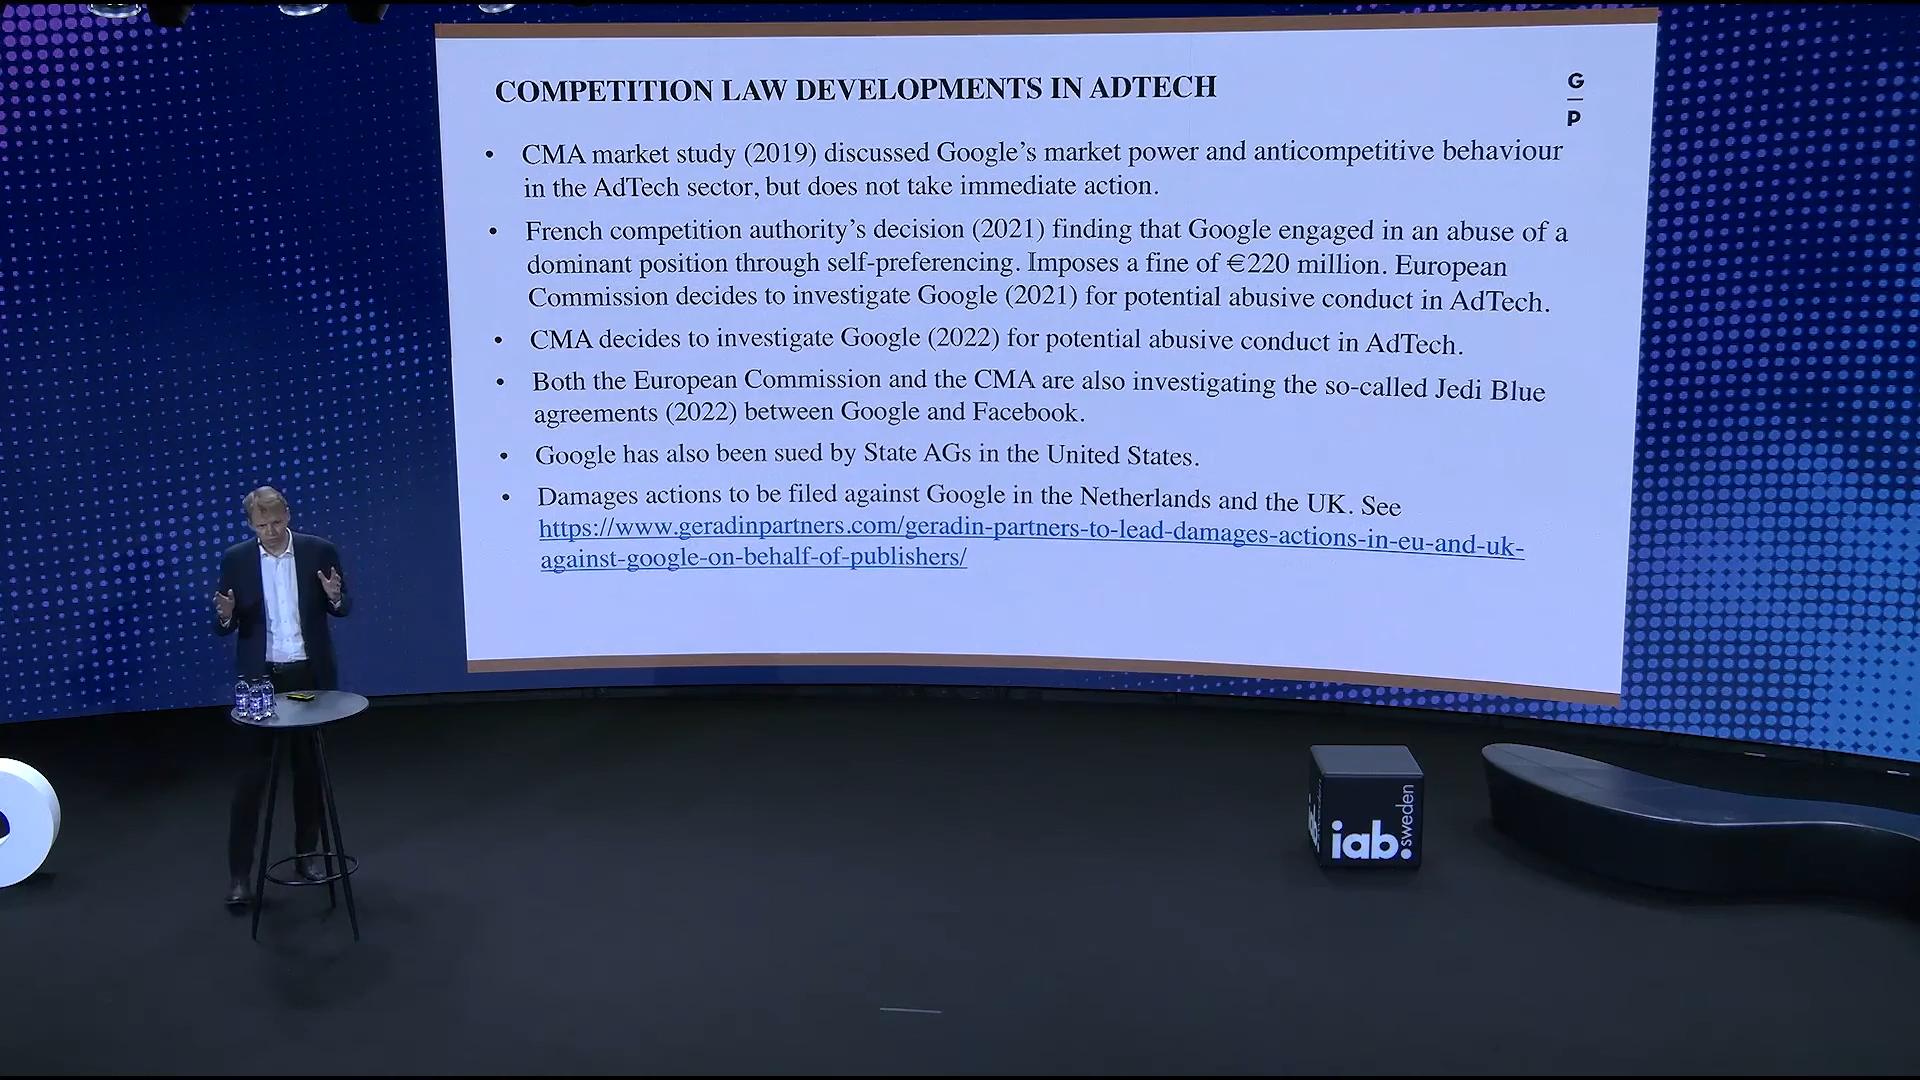 COMPETITION LAW DEVELOPMENTS IN ADTECH
G
P
• CMA market study (2019) discussed Google’s market power and anticompetitive behaviour
in the AdTech sector, but does not take immediate action.
• French competition authority’s decision (2021) finding that Google engaged in an abuse of a
dominant position through self-preferencing. Imposes a fine of €220 million. European
Commission decides to investigate Google (2021) for potential abusive conduct in AdTech.
• CMA decides to investigate Google (2022) for potential abusive conduct in AdTech.
• Both the European Commission and the CMA are also investigating the so-called Jedi Blue
agreements (2022) between Google and Facebook.
• Google has also been sued by State AGs in the United States.
• Damages actions to be filed against Google in the Netherlands and the UK. See
https://www.geradinpartners.com/geradin-partners-to-lead-damages-actions-in-eu-and-uk-
against-google-on-behalf-of-publishers/
iab.
sweden